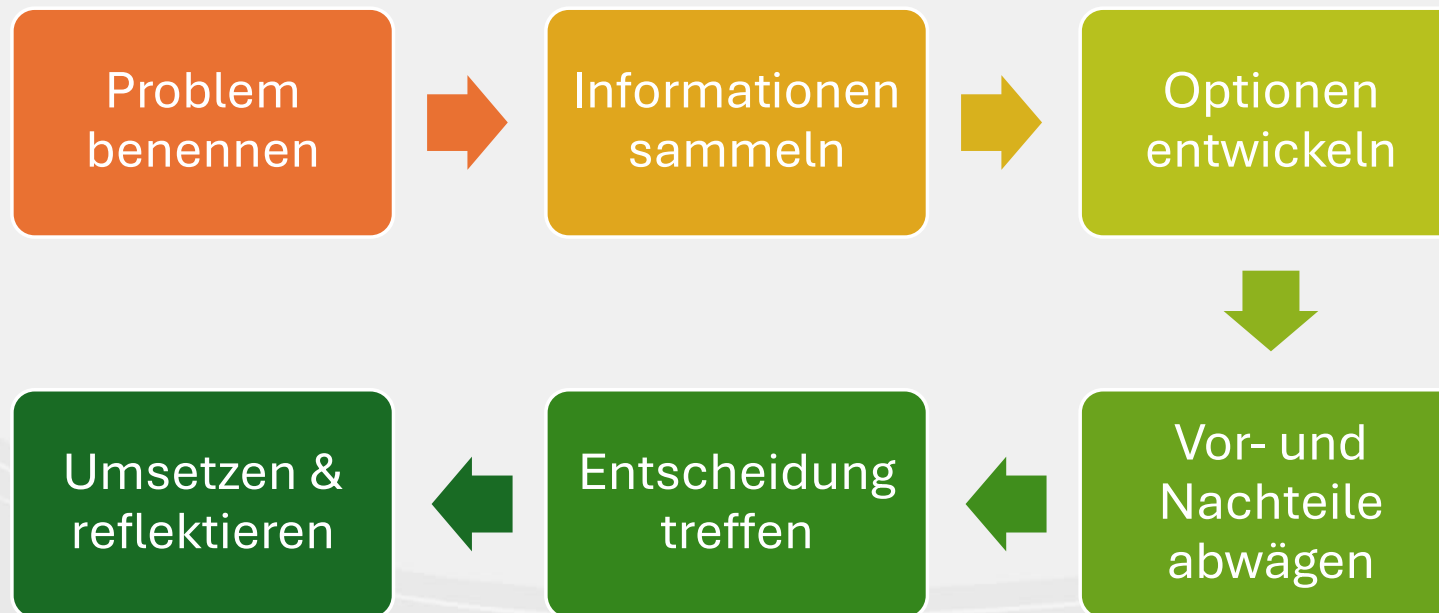 Problem
benennen
Informationen
sammeln
Optionen
entwickeln
Vor- und
Nachteile
abwägen
Entscheidung
treffen
Umsetzen &
reflektieren